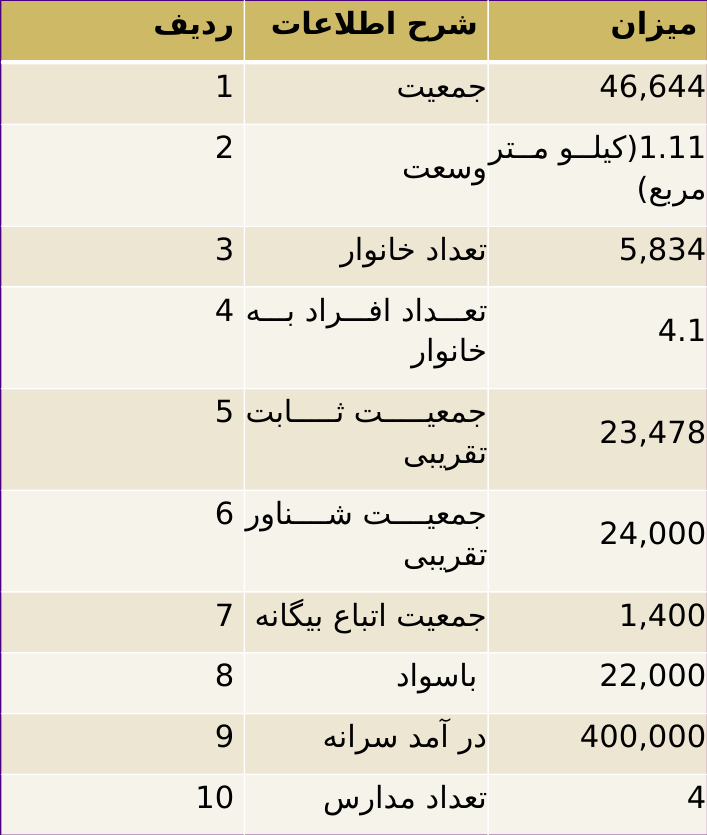 میزان شرح اطلاعات ردیف
46,644 جمعیت 1
1.11(کیلو متر مربع) وسعت 2
5,834 تعداد خانوار 3
4.1 تعداد افراد به خانوار 4
23,478 جمعیت ثابت تقریبی 5
24,000 جمعیت شناور تقریبی 6
1,400 جمعیت اتباع بیگانه 7
22,000 باسواد 8
400,000 در آمد سرانه 9
4 تعداد مدارس 10